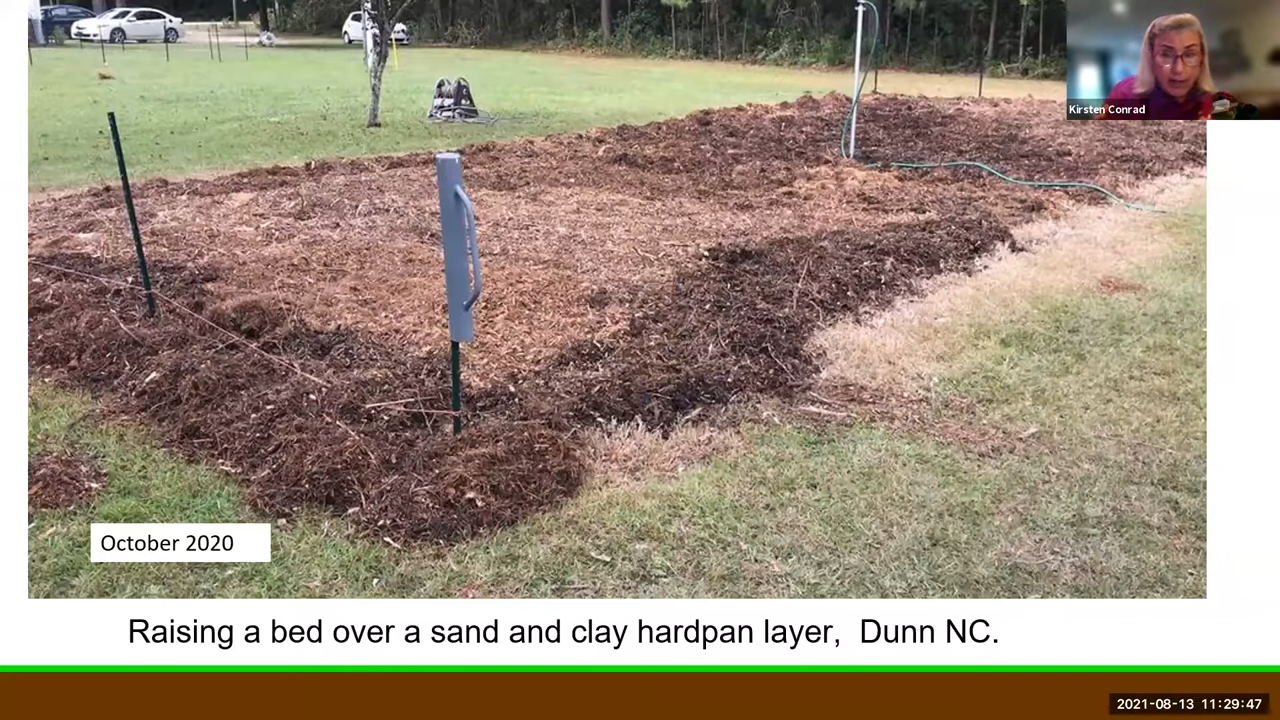 Kirsten Conrad
October 2020
Raising a bed over a sand and clay hardpan layer, Dunn NC.
2021-08-13 11:29:47